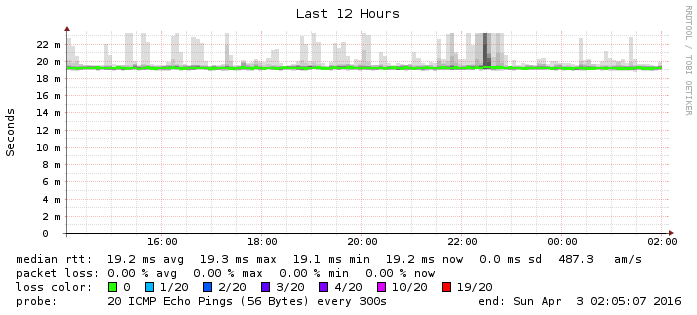 Last 12 Hours
RRDTOOL / TOBI OETIKER
Seconds
22 m
20 m
18 m
16 m
14 m
12 m
10 m
8 m
6 m
4 m
2 m
0
16:00 18:00 20:00 22:00 00:00 02:00
median rtt: 19.2 ms avg 19.3 ms max 19.1 ms min 19.2 ms now 0.0 ms sd 487.3 am/s
packet loss: 0.00 % avg 0.00 % max 0.00 % min 0.00 % now
loss color: 0 1/20 2/20 3/20 4/20 10/20 19/20
probe: 20 ICMP Echo Pings (56 Bytes) every 300s end: Sun Apr 3 02:05:07 2016